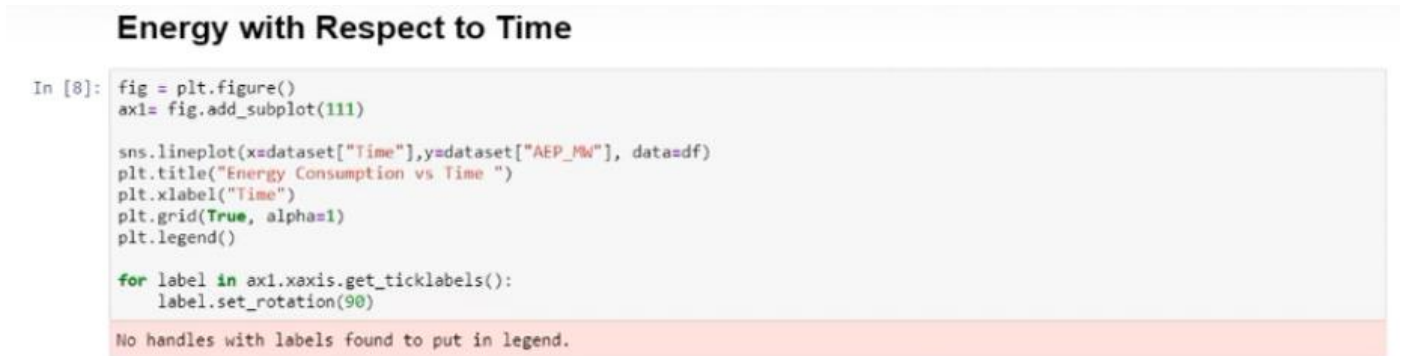 Energy with Respect to Time
In [8]: fig = plt.figure()
ax1= fig.add_subplot(111)
sns.lineplot(x=dataset["Time"],y=dataset["AEP_MW"], data=df)
plt.title("Energy Consumption vs Time ")
plt.xlabel("Time")
plt.grid(True, alpha=1)
plt.legend()
for label in ax1.xaxis.get_ticklabels():
    label.set_rotation(90)
No handles with labels found to put in legend.